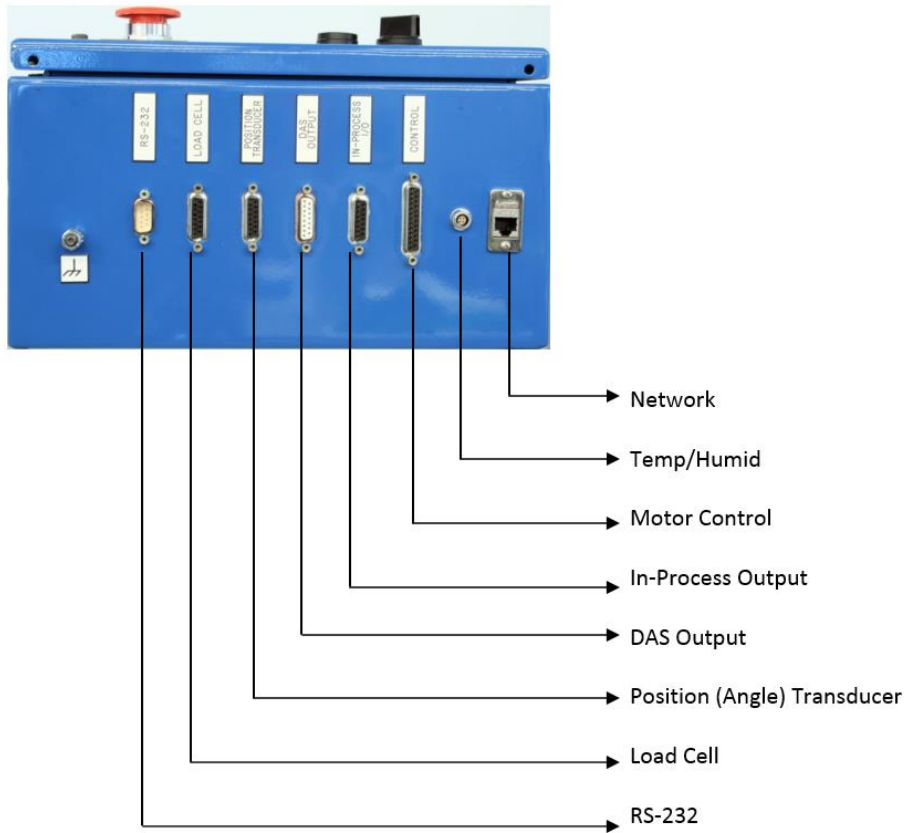 RS-232
LOAD CELL
POSITION
TRANSDUCER
DAS
OUTPUT
IN-PROCESS
I/O
CONTROL
Network
Temp/Humid
Motor Control
In-Process Output
DAS Output
Position (Angle) Transducer
Load Cell
RS-232